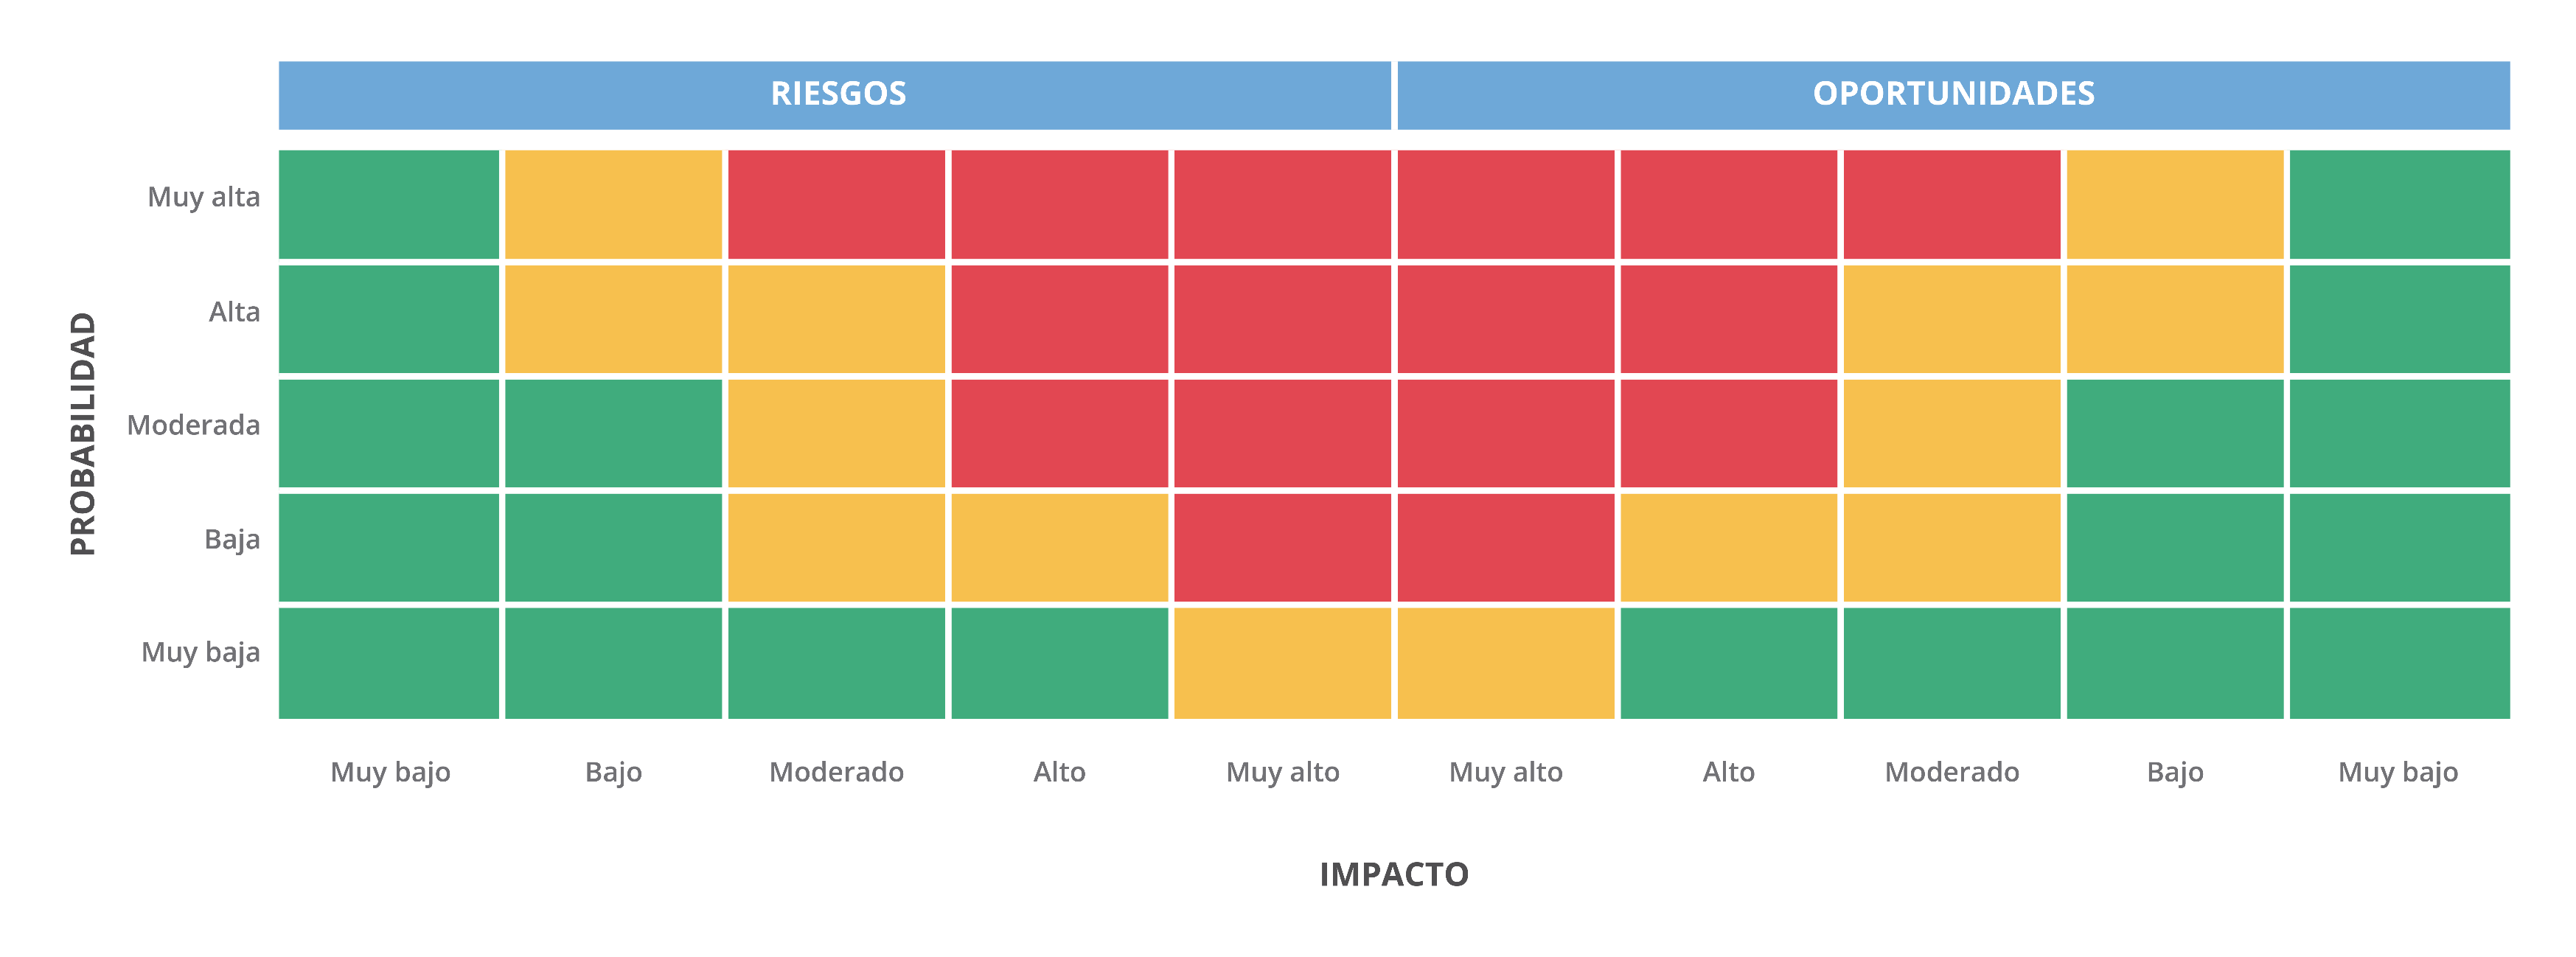 RIESGOS
OPORTUNIDADES
PROBABILIDAD
Muy alta
Alta
Moderada
Baja
Muy baja
Muy bajo Bajo Moderado Alto Muy alto Muy alto Alto Moderado Bajo Muy bajo
IMPACTO